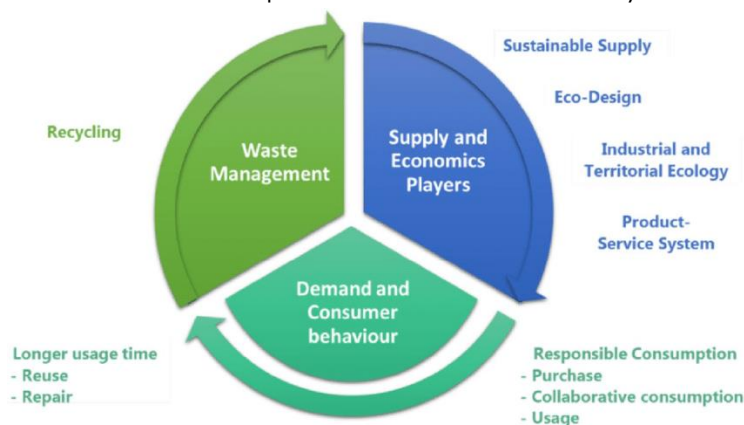 Sustainable Supply
Eco-Design
Recycling
Waste
Management
Supply and
Economics
Players
Industrial and
Territorial Ecology
Product-
Service System
Demand and
Consumer
behaviour
Longer usage time
- Reuse
- Repair
Responsible Consumption
- Purchase
- Collaborative consumption
- Usage